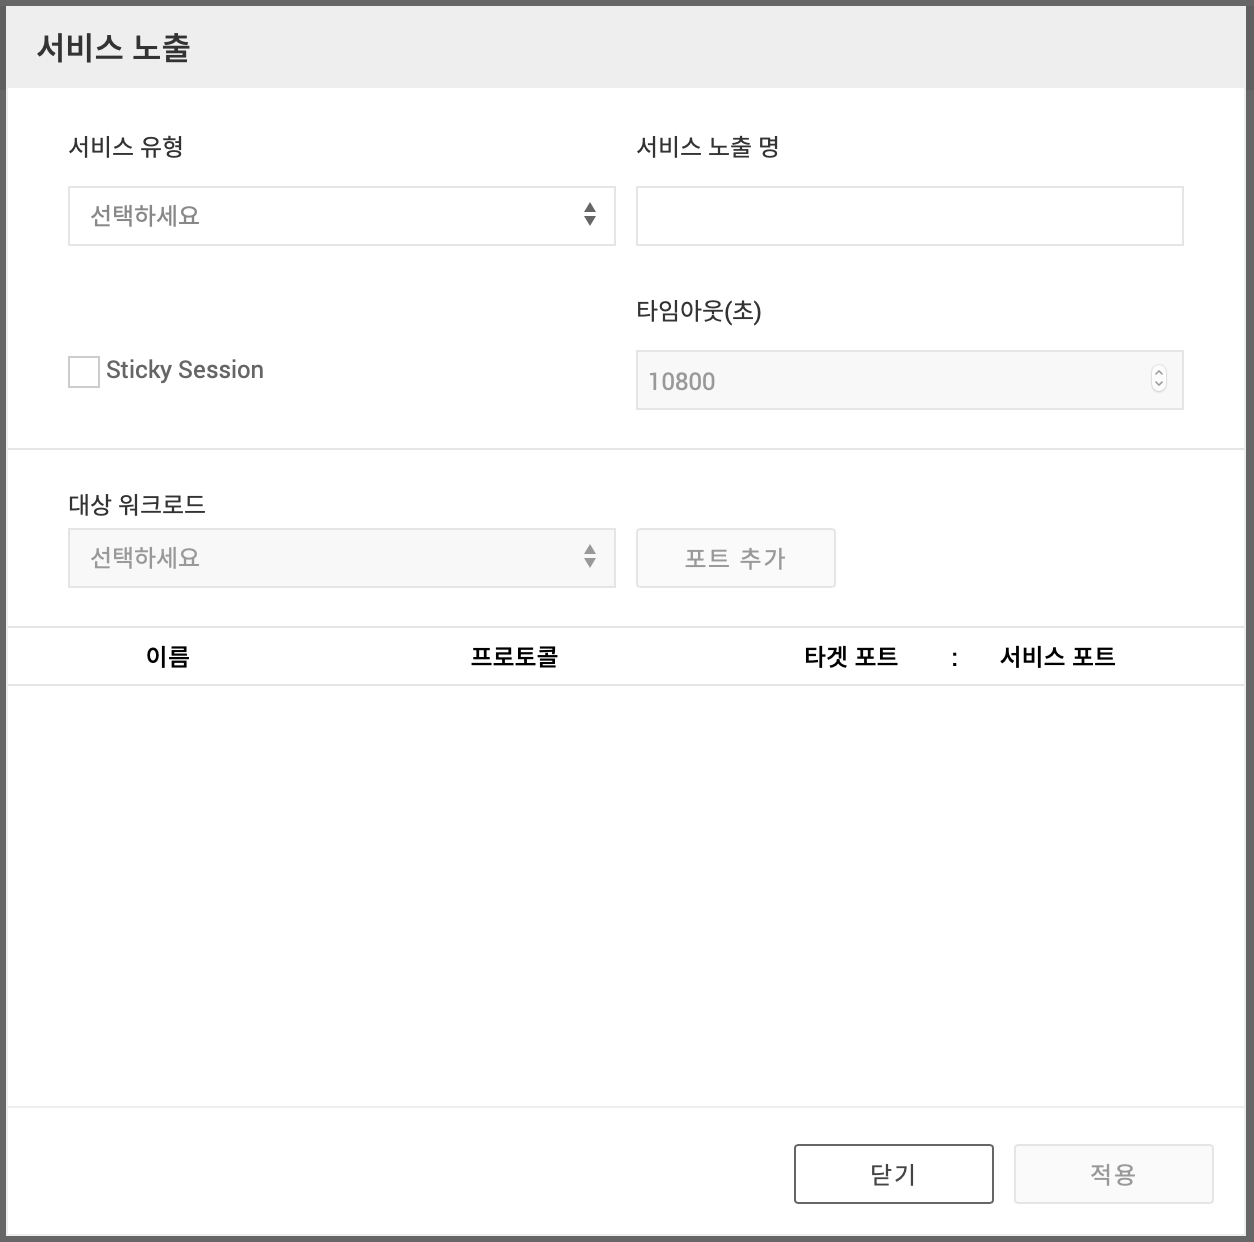 서비스 노출
서비스 유형
서비스 노출 명
선택하세요
타임아웃(초)
Sticky Session
10800
대상 워크로드
선택하세요
포트 추가
이름 프로토콜 타겟 포트 : 서비스 포트
닫기
적용